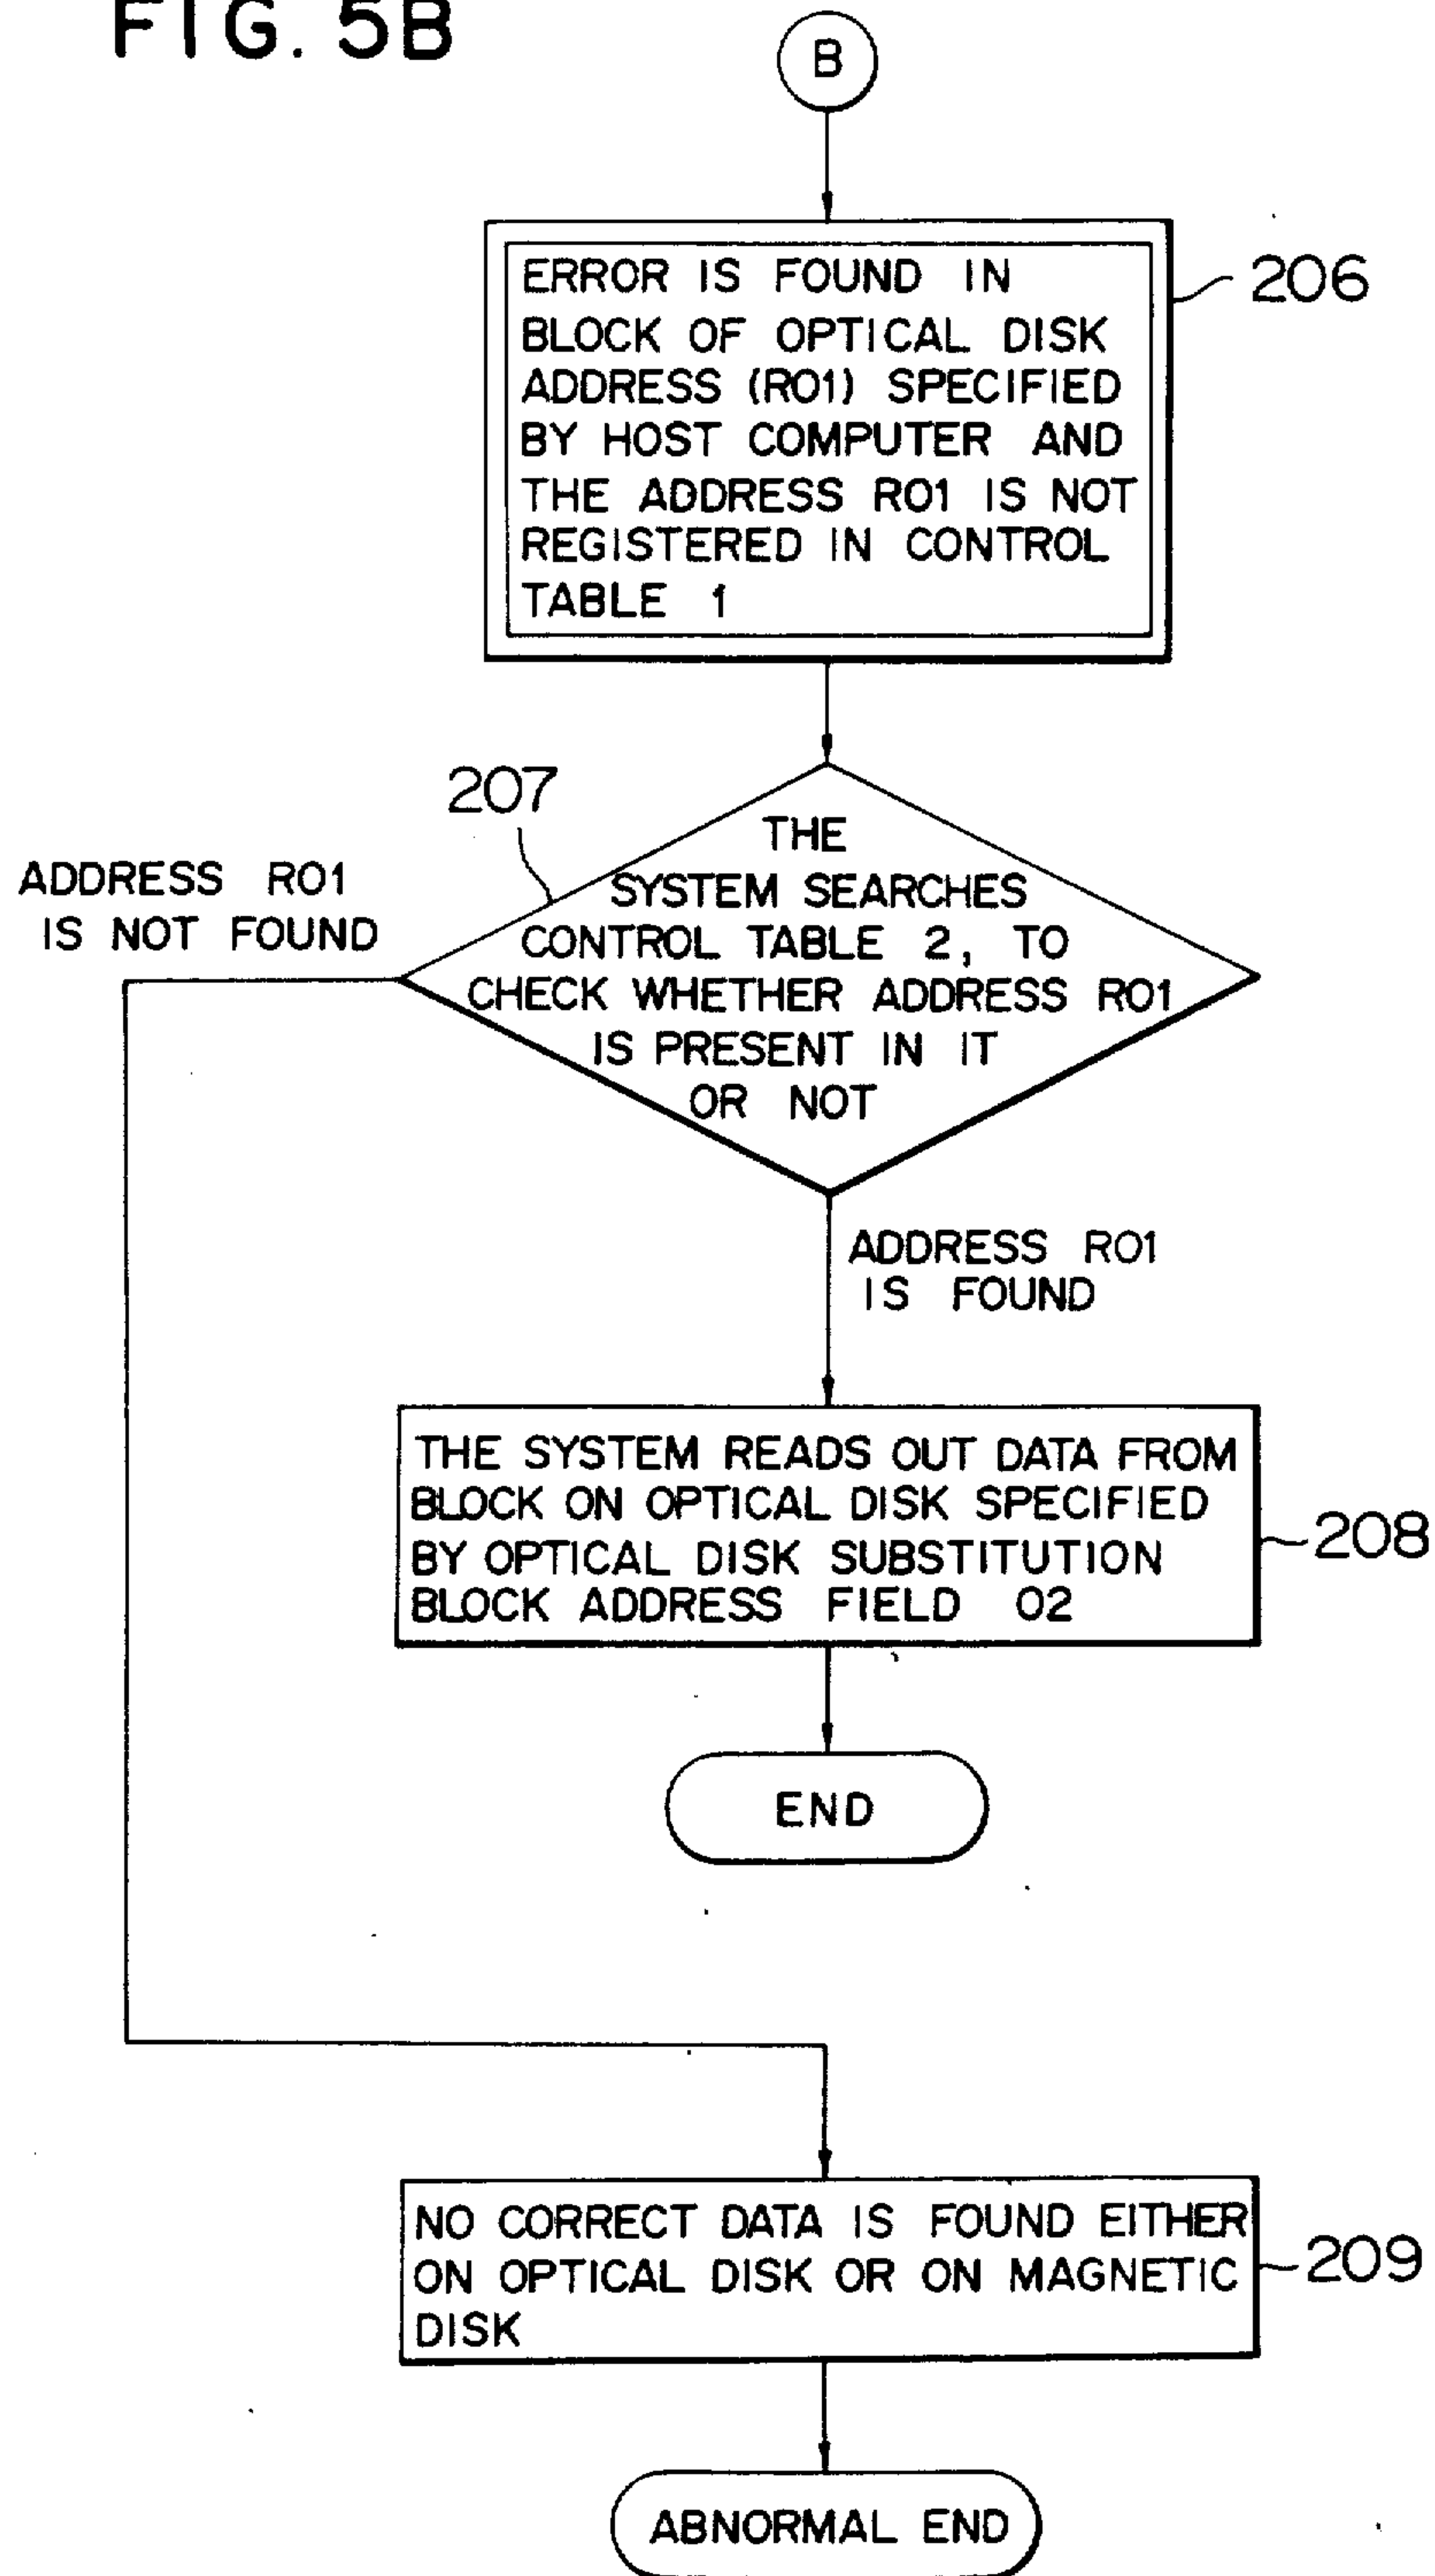 FIG. 5B
B
ERROR IS FOUND IN
BLOCK OF OPTICAL DISK
ADDRESS (R01) SPECIFIED
BY HOST COMPUTER AND
THE ADDRESS R01 IS NOT
REGISTERED IN CONTROL
TABLE 1
206
207
THE
SYSTEM SEARCHES
CONTROL TABLE 2, TO
CHECK WHETHER ADDRESS R01
IS PRESENT IN IT
OR NOT
ADDRESS R01
IS NOT FOUND
ADDRESS R01
IS FOUND
THE SYSTEM READS OUT DATA FROM
BLOCK ON OPTICAL DISK SPECIFIED
BY OPTICAL DISK SUBSTITUTION
BLOCK ADDRESS FIELD 02
208
END
NO CORRECT DATA IS FOUND EITHER
ON OPTICAL DISK OR ON MAGNETIC
DISK
209
ABNORMAL END